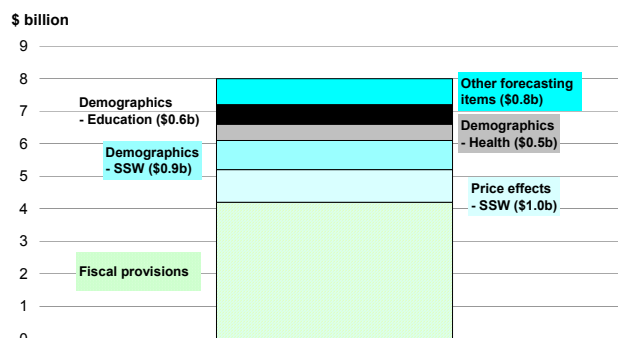 $ billion
9
8
7
6
5
4
3
2
1
0
Other forecasting
items ($0.8b)
Demographics
- Education ($0.6b)
Demographics
- Health ($0.5b)
Demographics
- SSW ($0.9b)
Price effects
- SSW ($1.0b)
Fiscal provisions